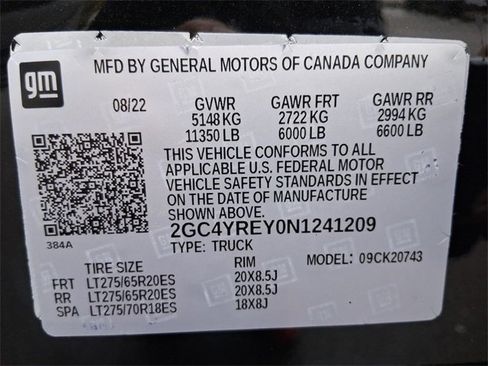 gm
MFD BY GENERAL MOTORS OF CANADA COMPANY
08/22 GVWR GAWR FRT GAWR RR
5148 KG 2722 KG 2994 KG
11350 LB 6000 LB 6600 LB
THIS VEHICLE CONFORMS TO ALL
APPLICABLE U.S. FEDERAL MOTOR
VEHICLE SAFETY STANDARDS IN EFFECT
ON THE DATE OF MANUFACTURE
SHOWN ABOVE.
384A 2GC4YREY0N1241209
TYPE: TRUCK
TIRE SIZE RIM MODEL: 09CK20743
FRT LT275/65R20ES 20X8.5J
RR LT275/65R20ES 20X8.5J
SPA LT275/70R18ES 18X8J